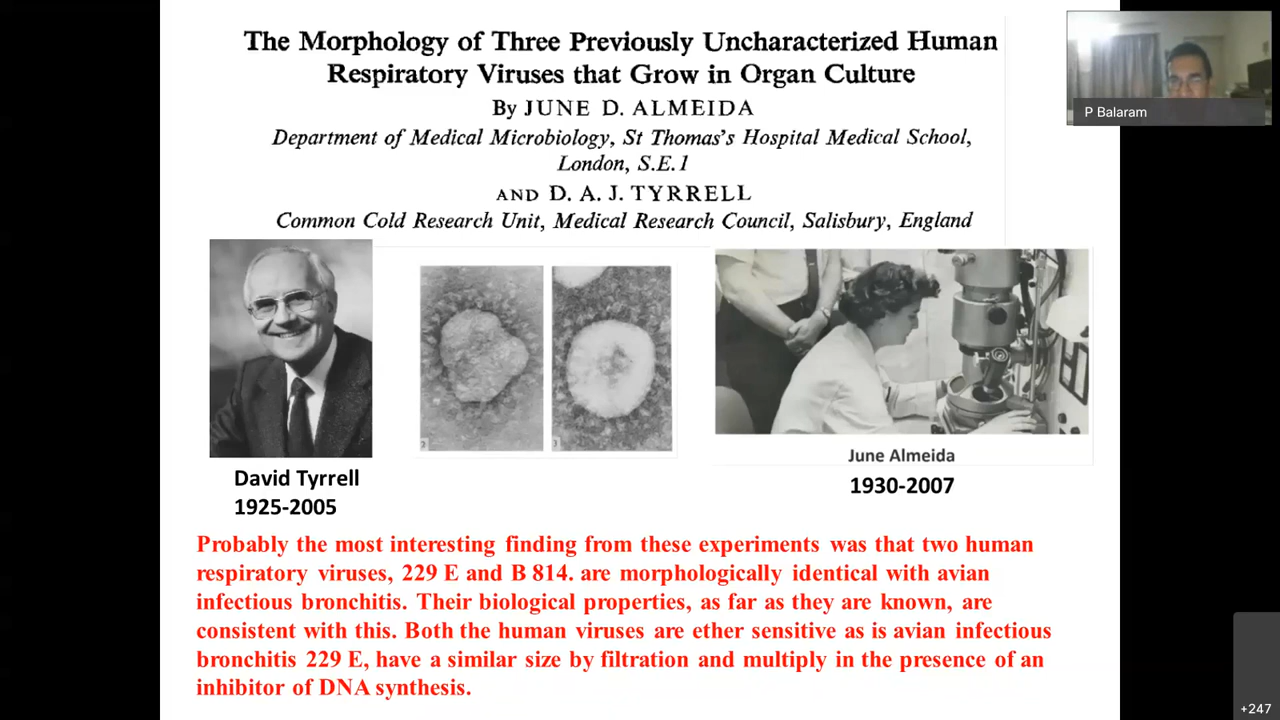 The Morphology of Three Previously Uncharacterized Human
Respiratory Viruses that Grow in Organ Culture
By JUNE D. ALMEIDA
Department of Medical Microbiology, St Thomas's Hospital Medical School,
London, S.E.1
AND D. A. J. TYRRELL
Common Cold Research Unit, Medical Research Council, Salisbury, England
P Balaram
2
3
David Tyrrell
1925-2005
June Almeida
1930-2007
Probably the most interesting finding from these experiments was that two human
respiratory viruses, 229 E and B 814. are morphologically identical with avian
infectious bronchitis. Their biological properties, as far as they are known, are
consistent with this. Both the human viruses are ether sensitive as is avian infectious
bronchitis 229 E, have a similar size by filtration and multiply in the presence of an
inhibitor of DNA synthesis.
+247